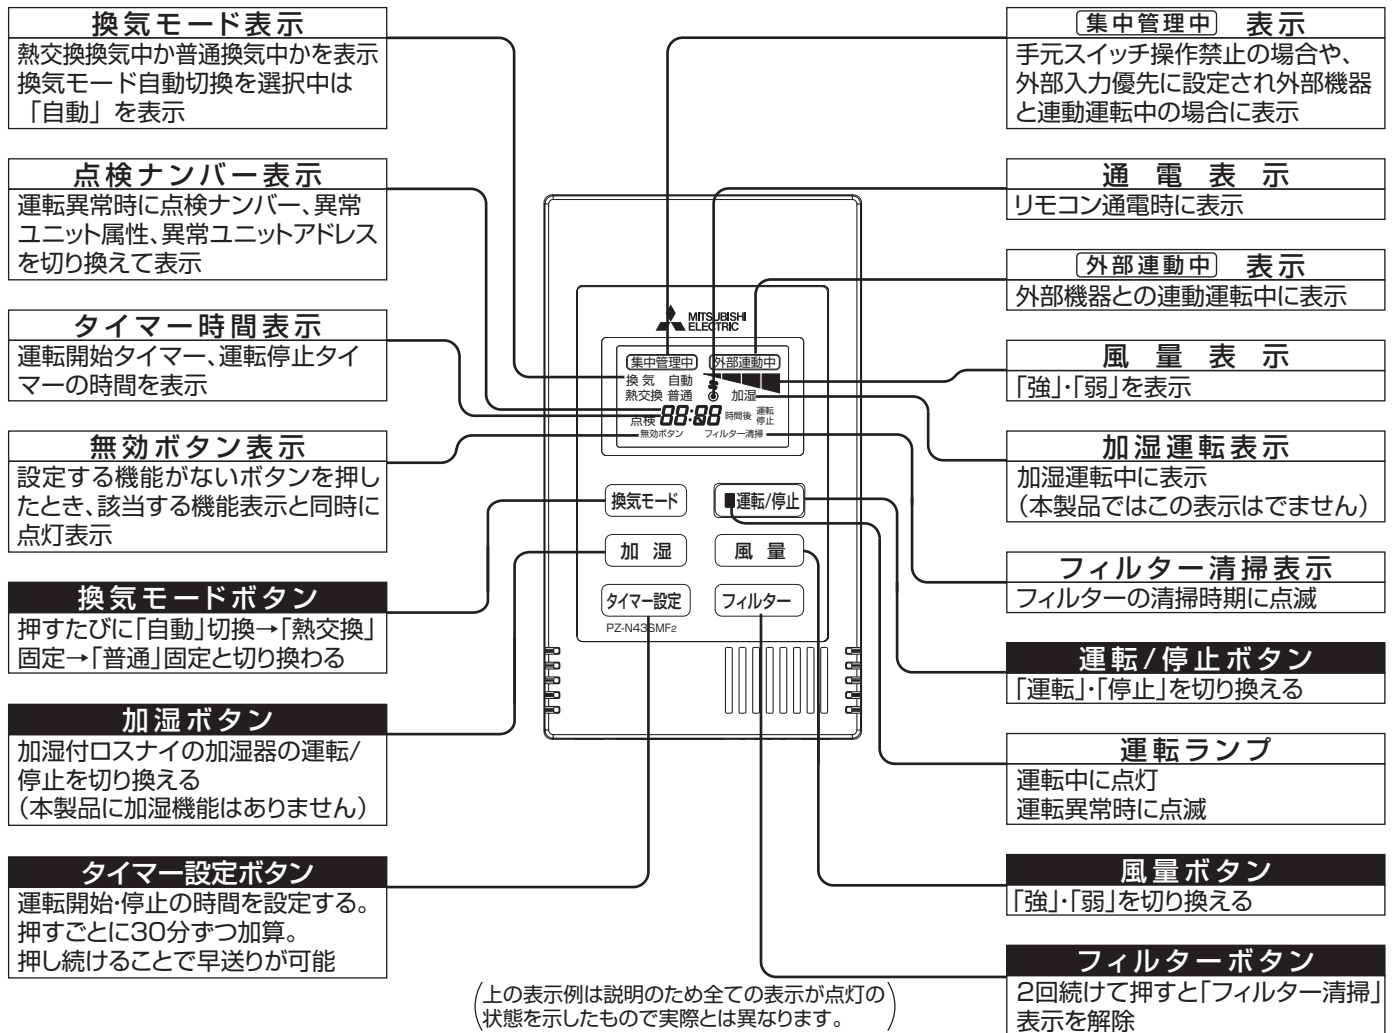 換気モード表示
熱交換換気中か普通換気中かを表示
換気モード自動切換を選択中は
「自動」を表示
点検ナンバー表示
運転異常時に点検ナンバー、異常
ユニット属性、異常ユニットアドレス
を切り換えて表示
タイマー時間表示
運転開始タイマー、運転停止タイ
マーの時間を表示
無効ボタン表示
設定する機能がないボタンを押し
たとき、該当する機能表示と同時に
点灯表示
換気モードボタン
押すたびに「自動」切換→「熱交換」
固定→「普通」固定と切り換わる
加湿ボタン
加湿付ロスナイの加湿器の運転/
停止を切り換える
(本製品に加湿機能はありません)
タイマー設定ボタン
運転開始・停止の時間を設定する。
押すごとに30分ずつ加算。
押し続けることで早送りが可能
MITSUBISHI
ELECTRIC
集中管理中 外部連動中
換気 自動
熱交換 普通 加湿
点検 88:88 時間後 運転
停止
無効ボタン フィルター清掃
換気モード 運転/停止
加湿 風量
タイマー設定 フィルター
PZ-N43SMF2
(上の表示例は説明のため全ての表示が点灯の
状態を示したもので実際とは異なります。)
集中管理中 表示
手元スイッチ操作禁止の場合や、
外部入力優先に設定され外部機器
と連動運転中の場合に表示
通電表示
リモコン通電時に表示
外部連動中 表示
外部機器との連動運転中に表示
風量表示
「強」・「弱」を表示
加湿運転表示
加湿運転中に表示
(本製品ではこの表示はでません)
フィルター清掃表示
フィルターの清掃時期に点滅
運転/停止ボタン
「運転」・「停止」を切り換える
運転ランプ
運転中に点灯
運転異常時に点滅
風量ボタン
「強」・「弱」を切り換える
フィルターボタン
2回続けて押すと「フィルター清掃」
表示を解除